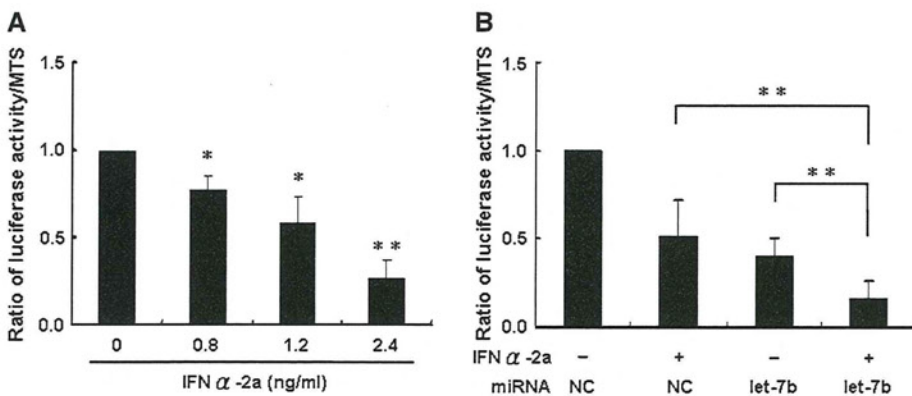 A
Ratio of luciferase activity/MTS
1.5
1.0
0.5
0.0
*
*
**
0 0.8 1.2 2.4
IFN α -2a (ng/ml)
B
Ratio of luciferase activity/MTS
1.5
1.0
0.5
0.0
**
**
IFN α -2a − + − +
miRNA NC NC let-7b let-7b